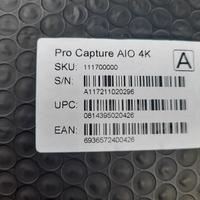 Pro Capture AIO 4K
A
SKU: 111700000
S/N:
A117211020296
UPC:
0814395020426
EAN:
6936572400426